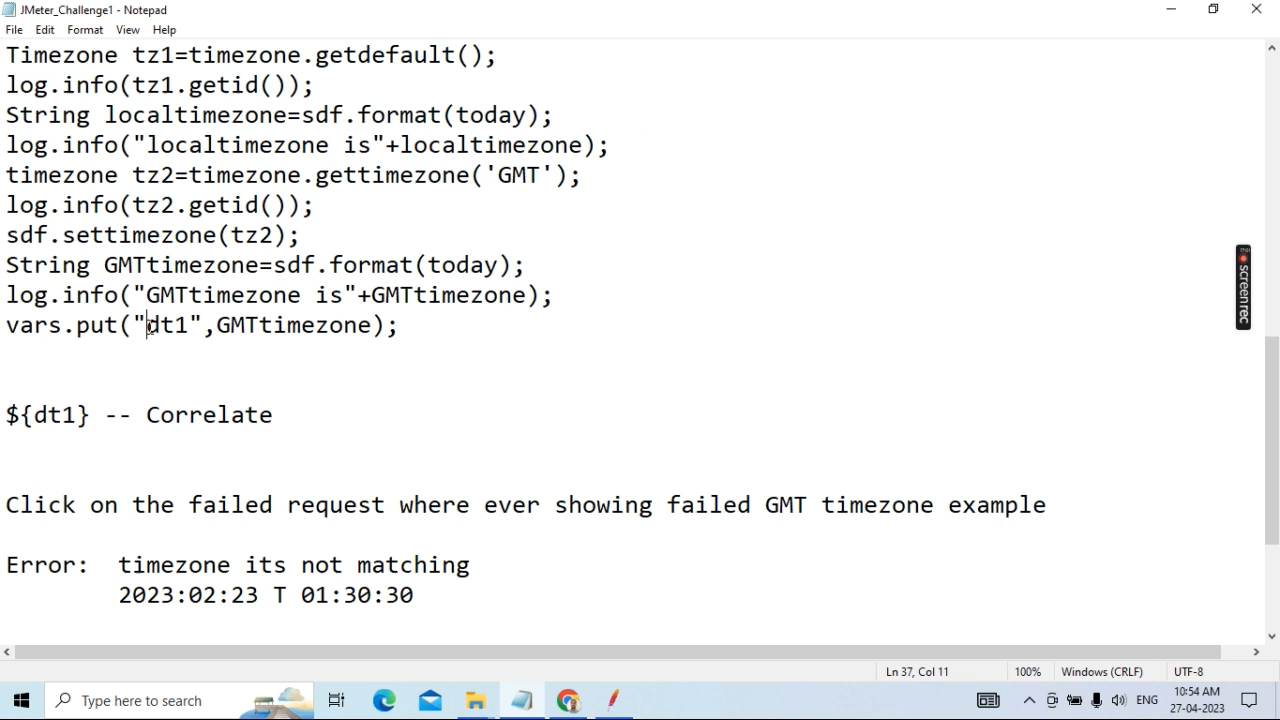 JMeter_Challenge1 - Notepad
File Edit Format View Help
Timezone tz1=timezone.getdefault();
log.info(tz1.getid());
String localtimezone=sdf.format(today);
log.info("localtimezone is"+localtimezone);
timezone tz2=timezone.gettimezone('GMT');
log.info(tz2.getid());
sdf.settimezone(tz2);
String GMTtimezone=sdf.format(today);
log.info("GMTtimezone is"+GMTtimezone);
vars.put("dt1",GMTtimezone);
${dt1} -- Correlate
Click on the failed request where ever showing failed GMT timezone example
Error: timezone its not matching
2023:02:23 T 01:30:30
screenrec
Ln 37, Col 11 100% Windows (CRLF) UTF-8
Type here to search
ENG
10:54 AM
27-04-2023